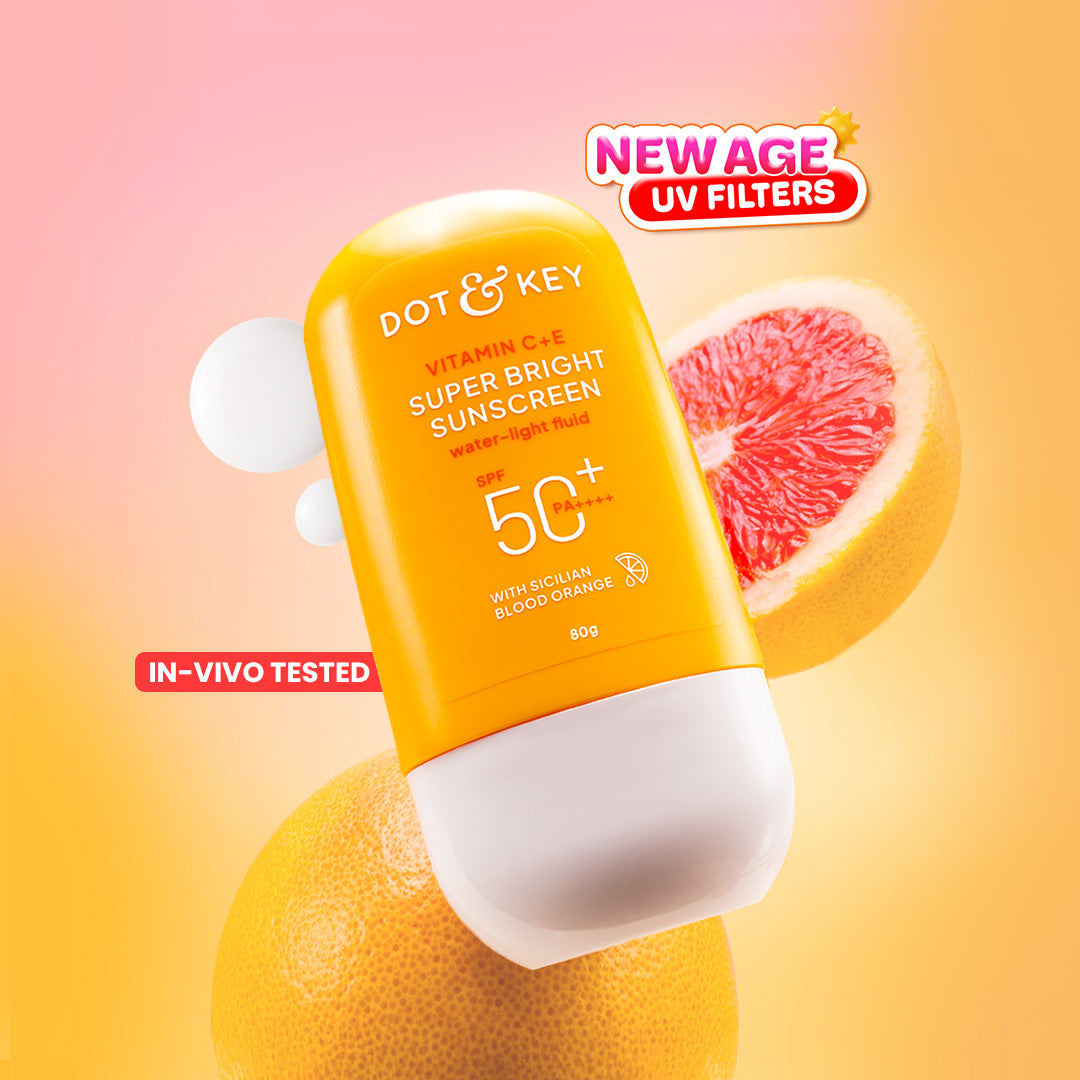 NEW AGE
UV FILTERS
DOT & KEY
VITAMIN C+E
SUPER BRIGHT
SUNSCREEN
water-light fluid
SPF
50+
PA++++
WITH SICILIAN
BLOOD ORANGE
80g
IN-VIVO TESTED